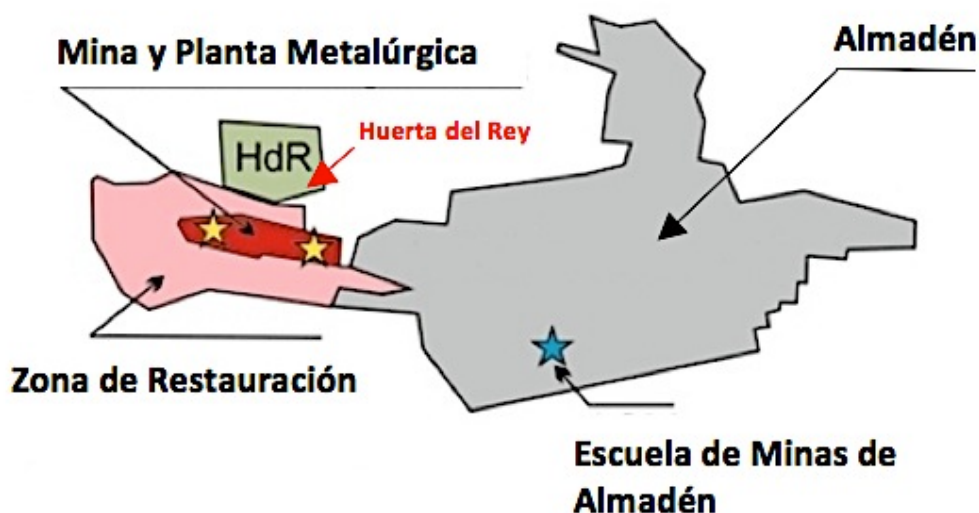 Mina y Planta Metalúrgica
Almadén
Huerta del Rey
HdR
Zona de Restauración
Escuela de Minas de
Almadén